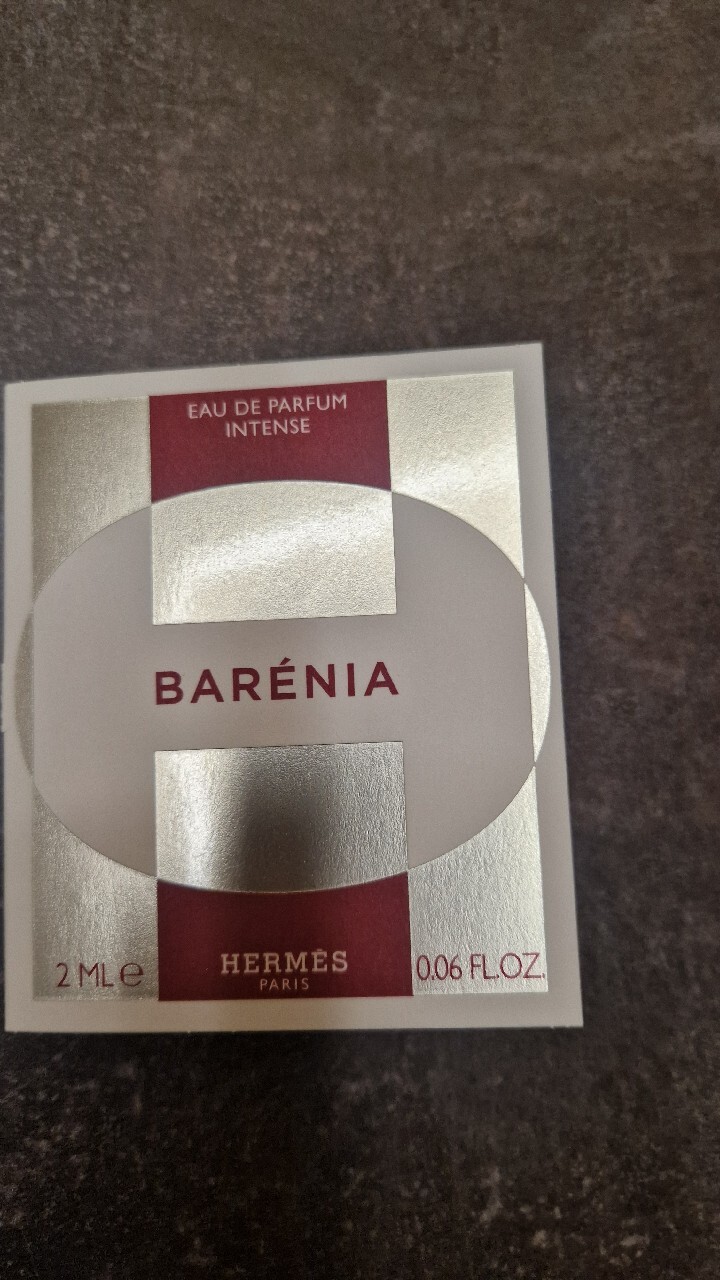 EAU DE PARFUM
INTENSE
BARÉNIA
2 ML ℮
HERMÈS
PARIS
0.06 FL.OZ.